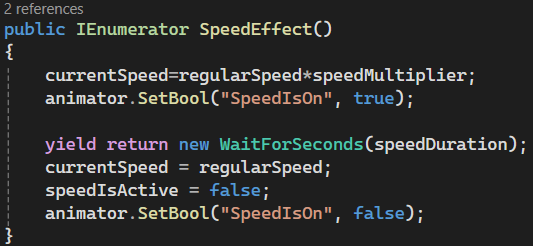 2 references
public IEnumerator SpeedEffect()
{
    currentSpeed=regularSpeed*speedMultiplier;
    animator.SetBool("SpeedIsOn", true);

    yield return new WaitForSeconds(speedDuration);
    currentSpeed = regularSpeed;
    speedIsActive = false;
    animator.SetBool("SpeedIsOn", false);
}